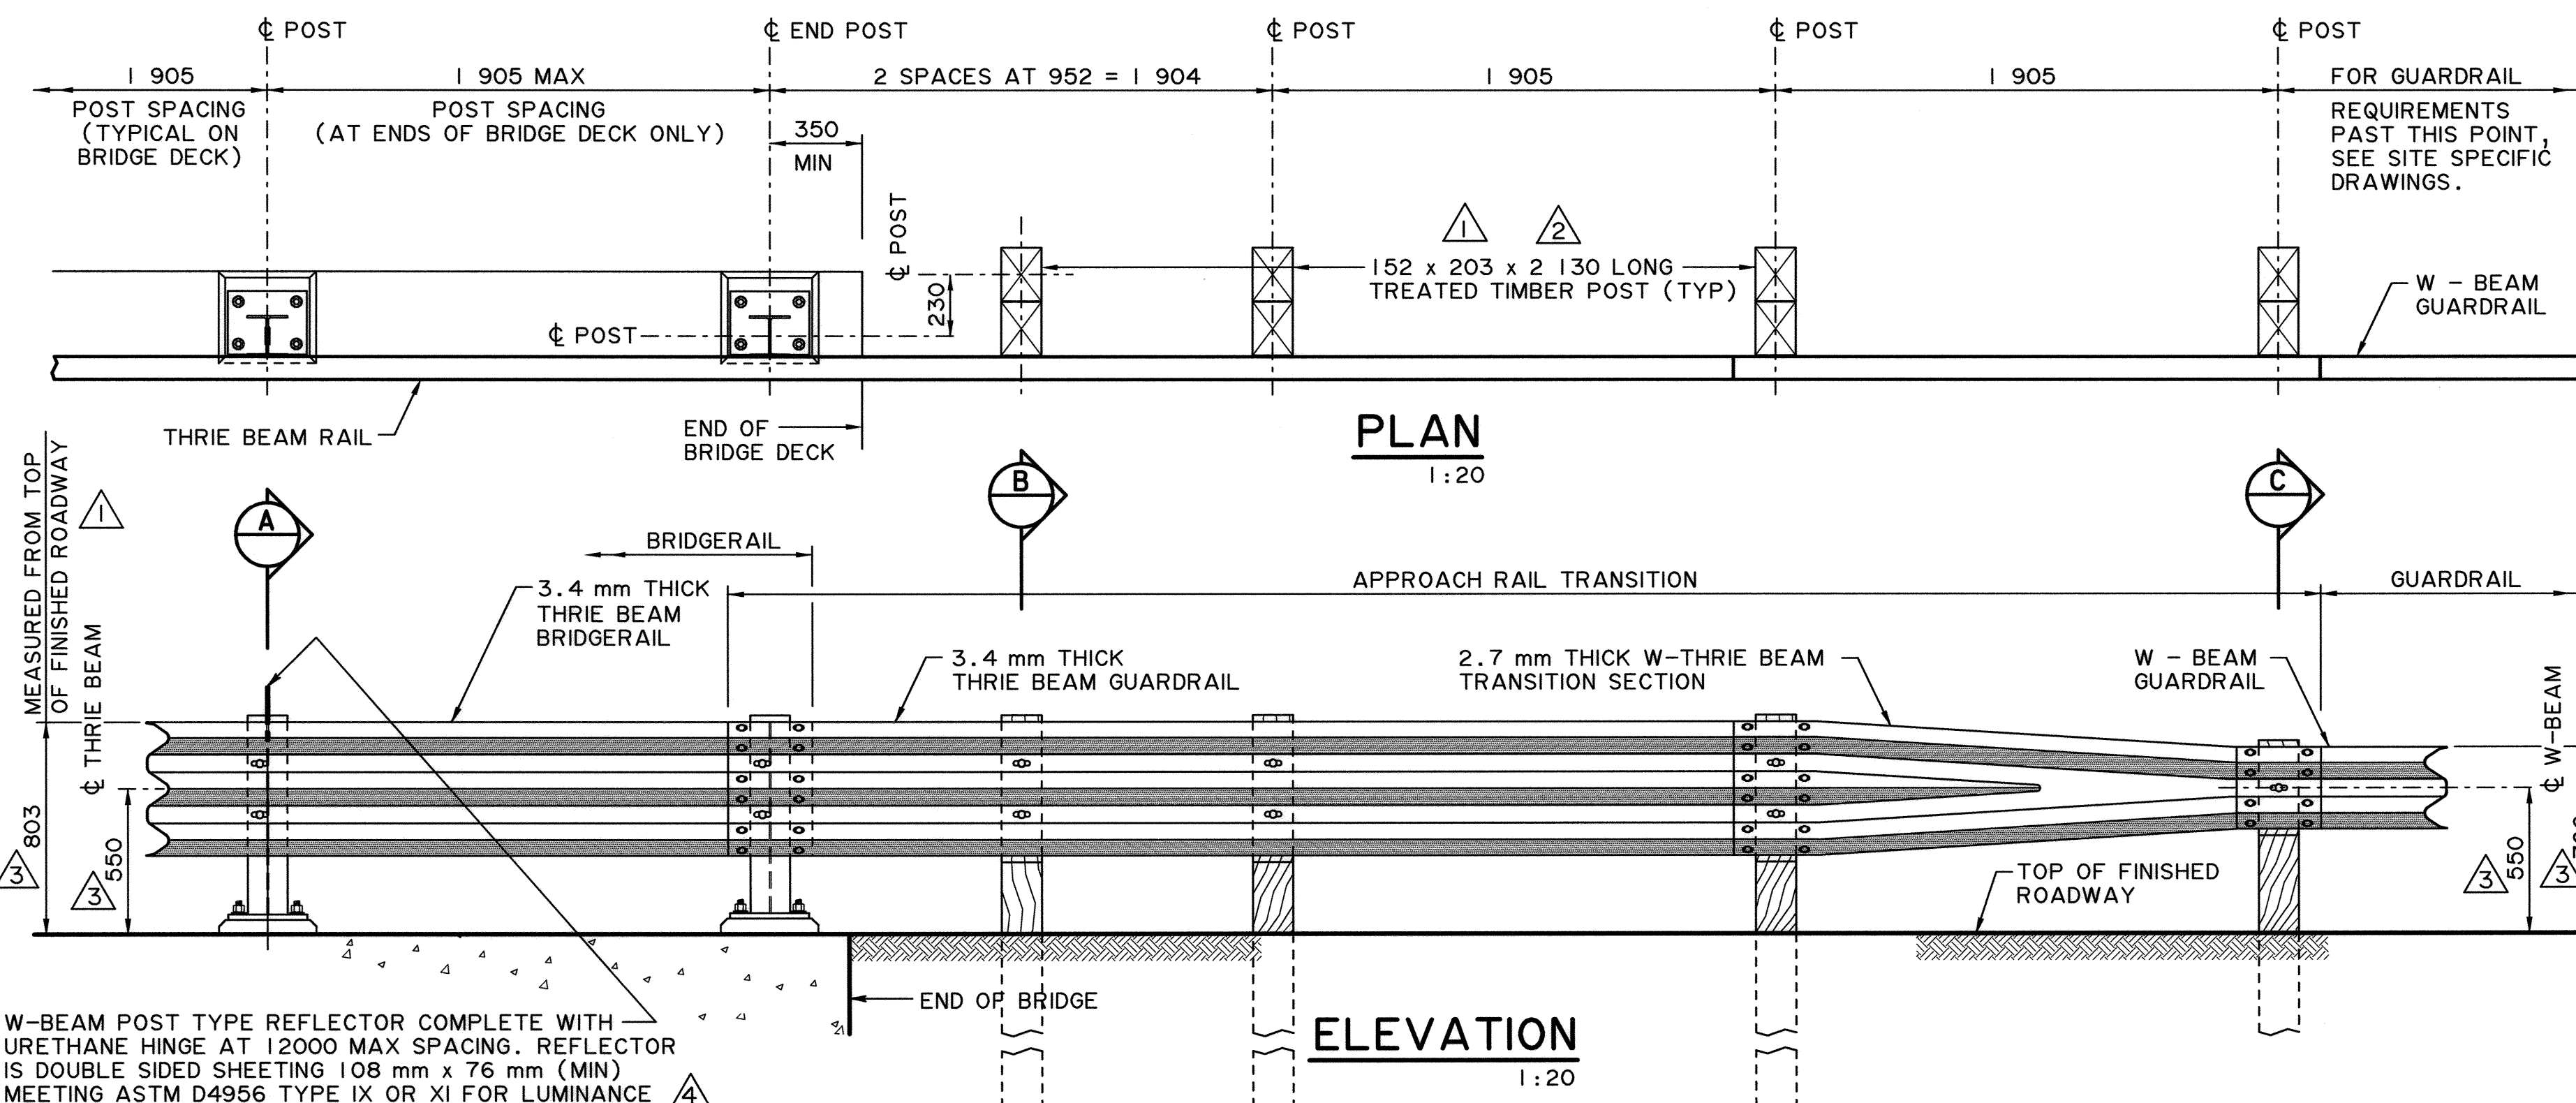 ℄ POST
℄ END POST
℄ POST
℄ POST
℄ POST
1 905
1 905 MAX
2 SPACES AT 952 = 1 904
1 905
1 905
FOR GUARDRAIL
REQUIREMENTS
PAST THIS POINT,
SEE SITE SPECIFIC
DRAWINGS.
POST SPACING
(TYPICAL ON
BRIDGE DECK)
POST SPACING
(AT ENDS OF BRIDGE DECK ONLY)
350
MIN
℄ POST
230
℄ POST
1
2
152 x 203 x 2 130 LONG
TREATED TIMBER POST (TYP)
W - BEAM
GUARDRAIL
THRIE BEAM RAIL
END OF
BRIDGE DECK
PLAN
1:20
MEASURED FROM TOP
OF FINISHED ROADWAY
1
A
B
C
BRIDGERAIL
APPROACH RAIL TRANSITION
GUARDRAIL
3.4 mm THICK
THRIE BEAM
BRIDGERAIL
3.4 mm THICK
THRIE BEAM GUARDRAIL
2.7 mm THICK W-THRIE BEAM
TRANSITION SECTION
W - BEAM
GUARDRAIL
℄ THRIE BEAM
℄ W-BEAM
803
3
550
3
550
3
3
TOP OF FINISHED
ROADWAY
END OF BRIDGE
ELEVATION
1:20
W-BEAM POST TYPE REFLECTOR COMPLETE WITH
URETHANE HINGE AT 12000 MAX SPACING. REFLECTOR
IS DOUBLE SIDED SHEETING 108 mm x 76 mm (MIN)
MEETING ASTM D4956 TYPE IX OR XI FOR LUMINANCE
4